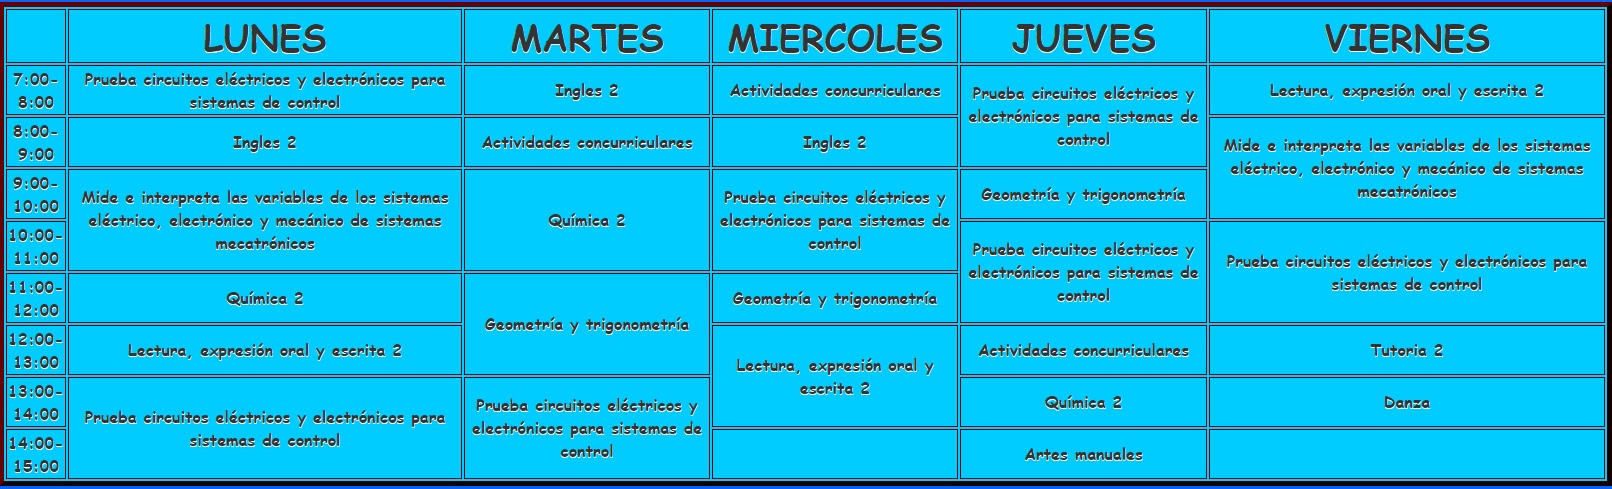 LUNES MARTES MIERCOLES JUEVES VIERNES
7:00-
8:00
Prueba circuitos eléctricos y electrónicos para
sistemas de control
Ingles 2
Actividades concurriculares
Prueba circuitos eléctricos y
electrónicos para sistemas de
control
Lectura, expresión oral y escrita 2
8:00-
9:00
Ingles 2
Actividades concurriculares
Ingles 2
Mide e interpreta las variables de los sistemas
eléctrico, electrónico y mecánico de sistemas
mecatrónicos
9:00-
10:00
Mide e interpreta las variables de los sistemas
eléctrico, electrónico y mecánico de sistemas
mecatrónicos
Química 2
Prueba circuitos eléctricos y
electrónicos para sistemas de
control
Geometría y trigonometría
10:00-
11:00
Prueba circuitos eléctricos y
electrónicos para sistemas de
control
Prueba circuitos eléctricos y electrónicos para
sistemas de control
11:00-
12:00
Química 2
Geometría y trigonometría
Geometría y trigonometría
12:00-
13:00
Lectura, expresión oral y escrita 2
Lectura, expresión oral y
escrita 2
Actividades concurriculares
Tutoria 2
13:00-
14:00
Prueba circuitos eléctricos y electrónicos para
sistemas de control
Prueba circuitos eléctricos y
electrónicos para sistemas de
control
Química 2
Danza
14:00-
15:00
Artes manuales